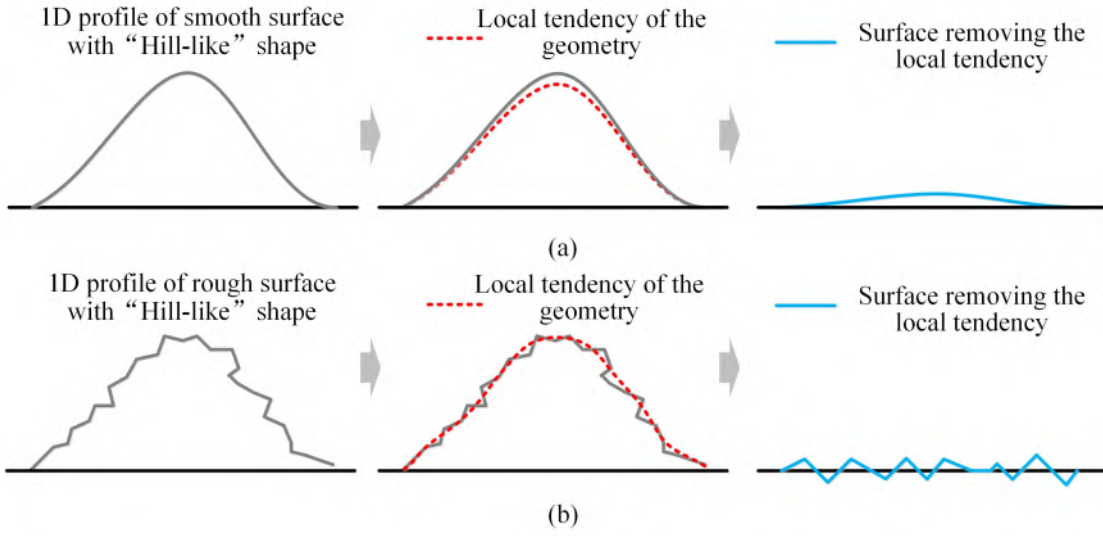 1D profile of smooth surface
with “Hill-like” shape
Local tendency of the
geometry
Surface removing the
local tendency
(a)
1D profile of rough surface
with “Hill-like” shape
Local tendency of the
geometry
Surface removing the
local tendency
(b)